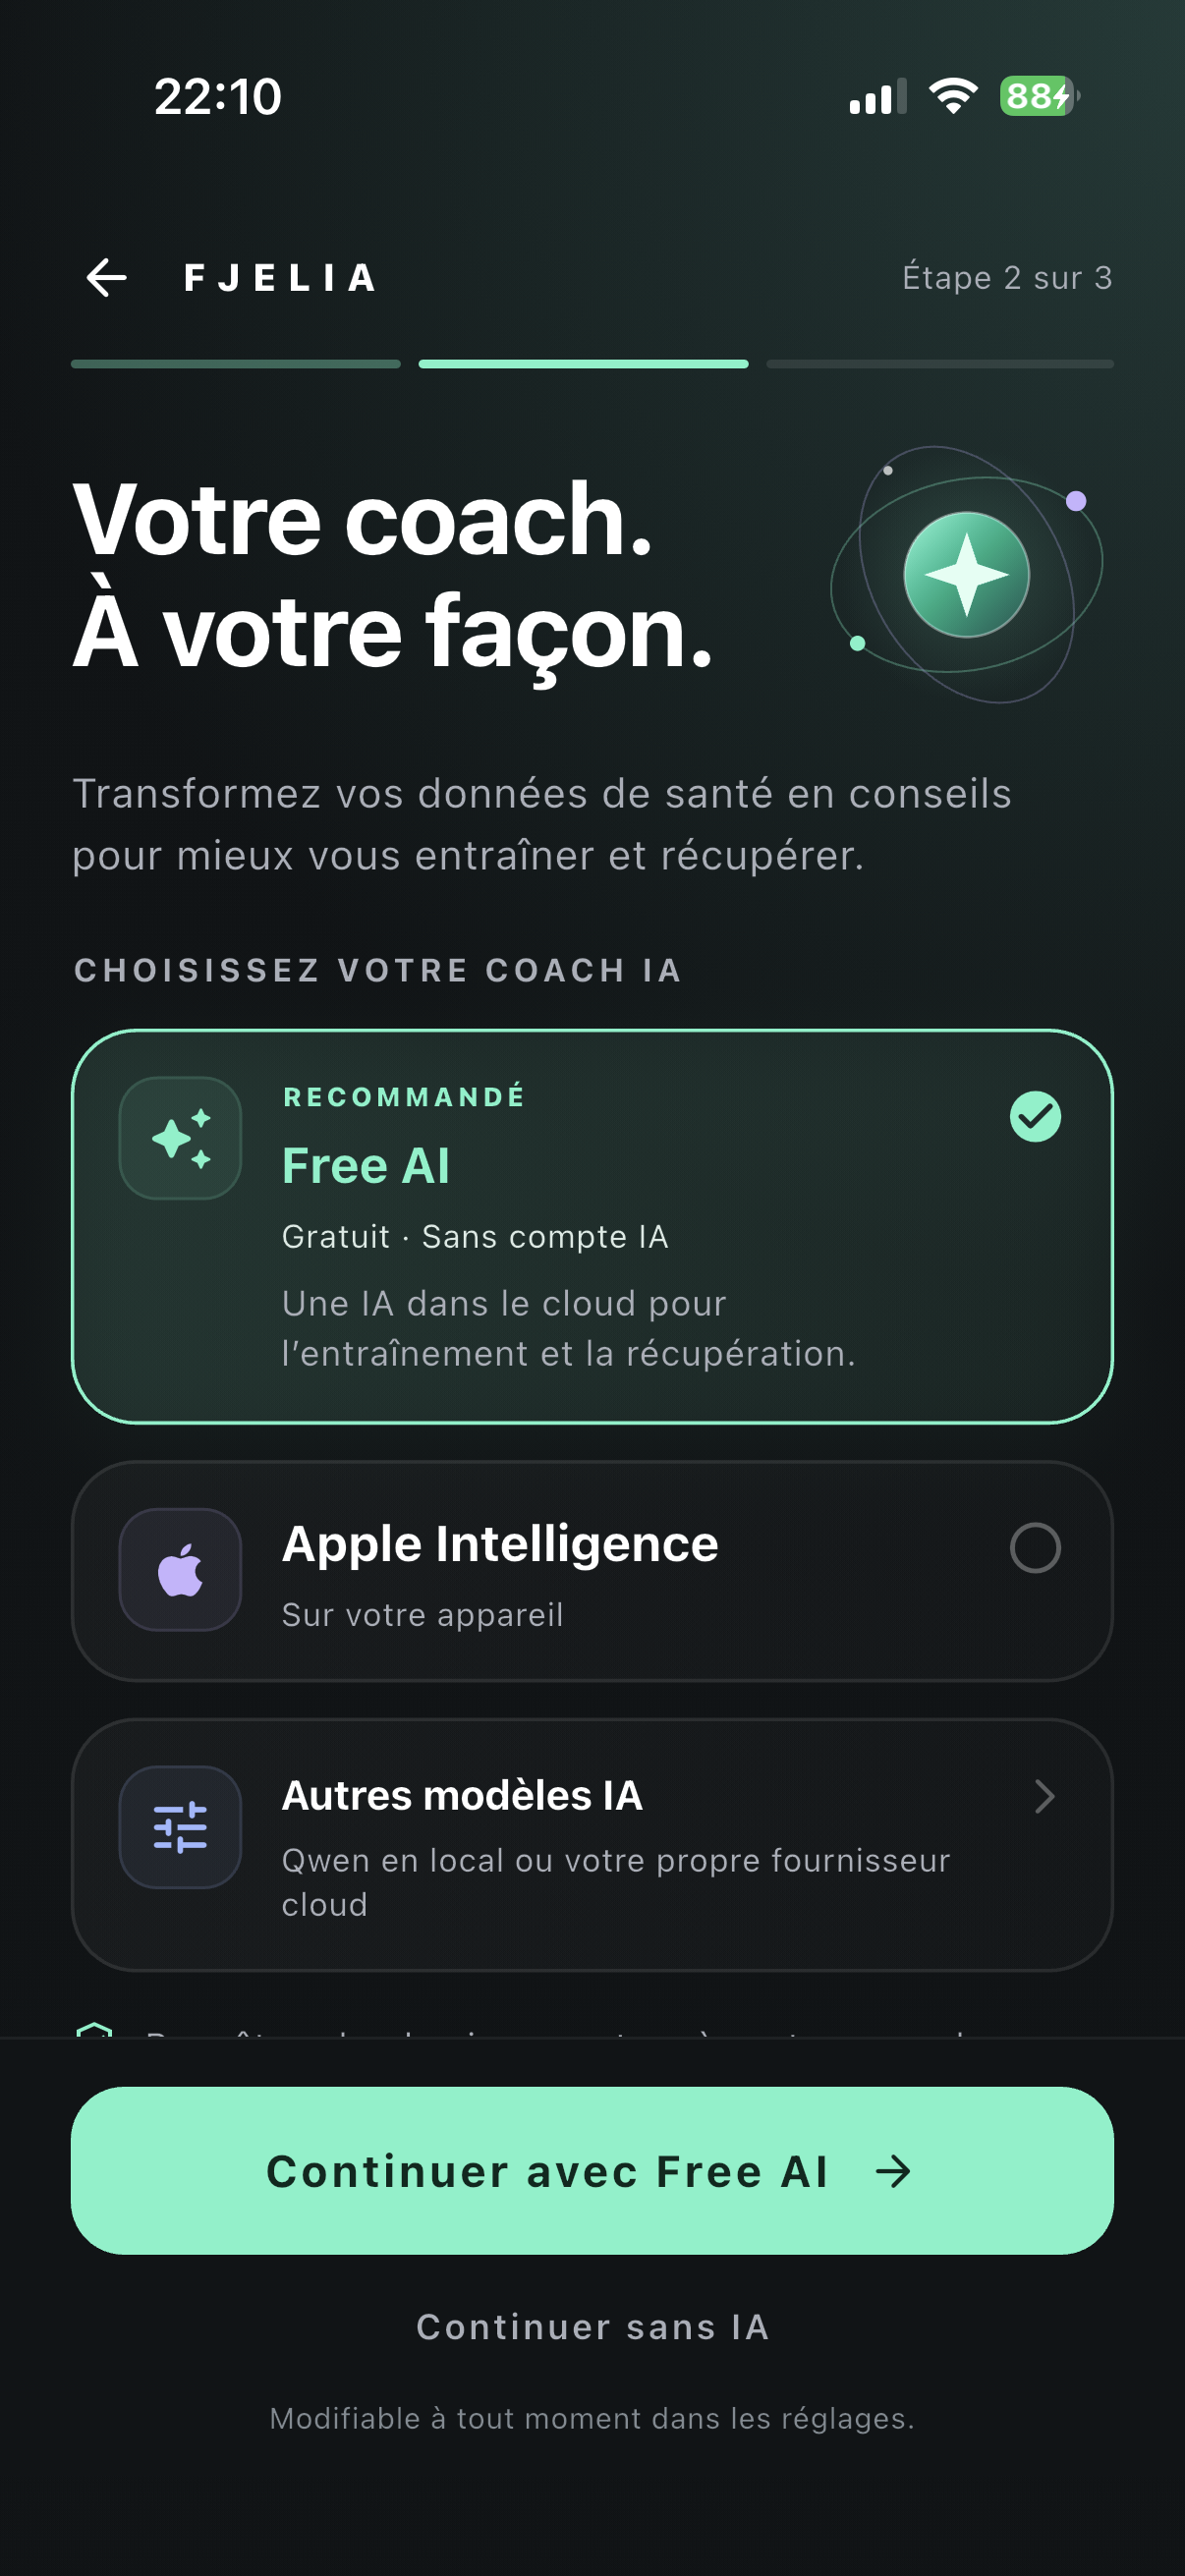 22:10
88
FJELIA
Étape 2 sur 3
Votre coach.
À votre façon.
Transformez vos données de santé en conseils
pour mieux vous entraîner et récupérer.
CHOISISSEZ VOTRE COACH IA
RECOMMANDÉ
Free AI
Gratuit · Sans compte IA
Une IA dans le cloud pour
l’entraînement et la récupération.
Apple Intelligence
Sur votre appareil
Autres modèles IA
Qwen en local ou votre propre fournisseur
cloud
Continuer avec Free AI
Continuer sans IA
Modifiable à tout moment dans les réglages.